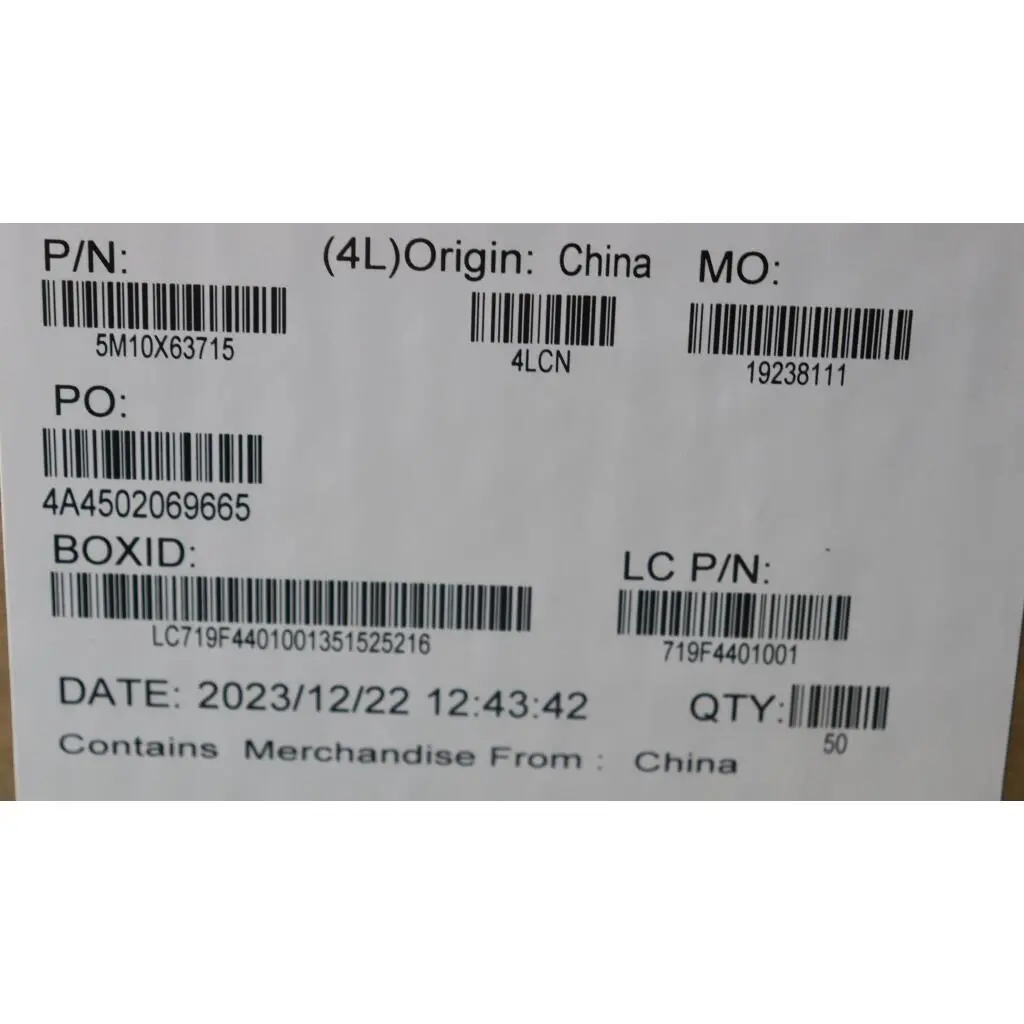 P/N: (4L)Origin: China MO:
5M10X63715 4LCN 19238111
PO:
4A4502069665
BOXID: LC P/N:
LC719F4401001351525216 719F4401001
DATE: 2023/12/22 12:43:42 QTY:
50
Contains Merchandise From : China